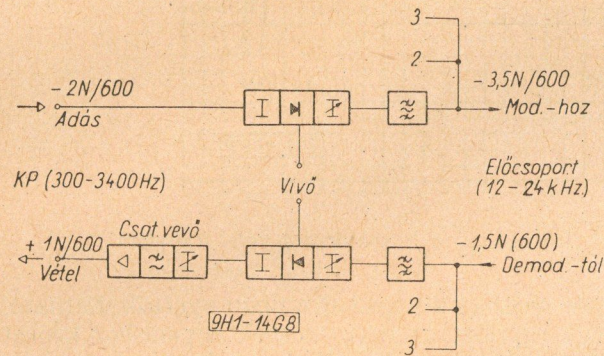 3
2
- 2N/600
- 3,5N/600
Adás
Mod.-hoz
KP (300-3400Hz)
Vivő
Előcsoport
(12-24kHz)
Csat. vevő
+ 1N/600
Vétel
- 1,5N (600)
Demod.-tól
2
3
9H1-14G8